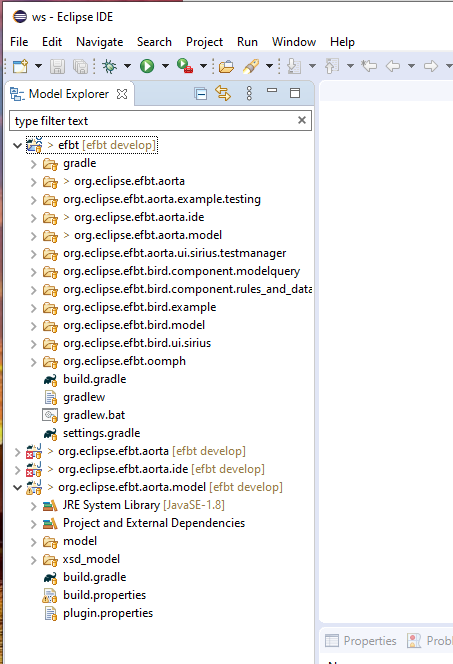 ws - Eclipse IDE
File Edit Navigate Search Project Run Window Help
Model Explorer
type filter text
> efbt [efbt develop]
gradle
> org.eclipse.efbt.aorta
org.eclipse.efbt.aorta.example.testing
> org.eclipse.efbt.aorta.ide
> org.eclipse.efbt.aorta.model
org.eclipse.efbt.aorta.ui.sirius.testmanager
org.eclipse.efbt.bird.component.modelquery
org.eclipse.efbt.bird.component.rules_and_data
org.eclipse.efbt.bird.example
org.eclipse.efbt.bird.model
org.eclipse.efbt.bird.ui.sirius
org.eclipse.efbt.oomph
build.gradle
gradlew
gradlew.bat
settings.gradle
> org.eclipse.efbt.aorta [efbt develop]
> org.eclipse.efbt.aorta.ide [efbt develop]
> org.eclipse.efbt.aorta.model [efbt develop]
JRE System Library [JavaSE-1.8]
Project and External Dependencies
model
xsd_model
build.gradle
build.properties
plugin.properties
Properties Prob